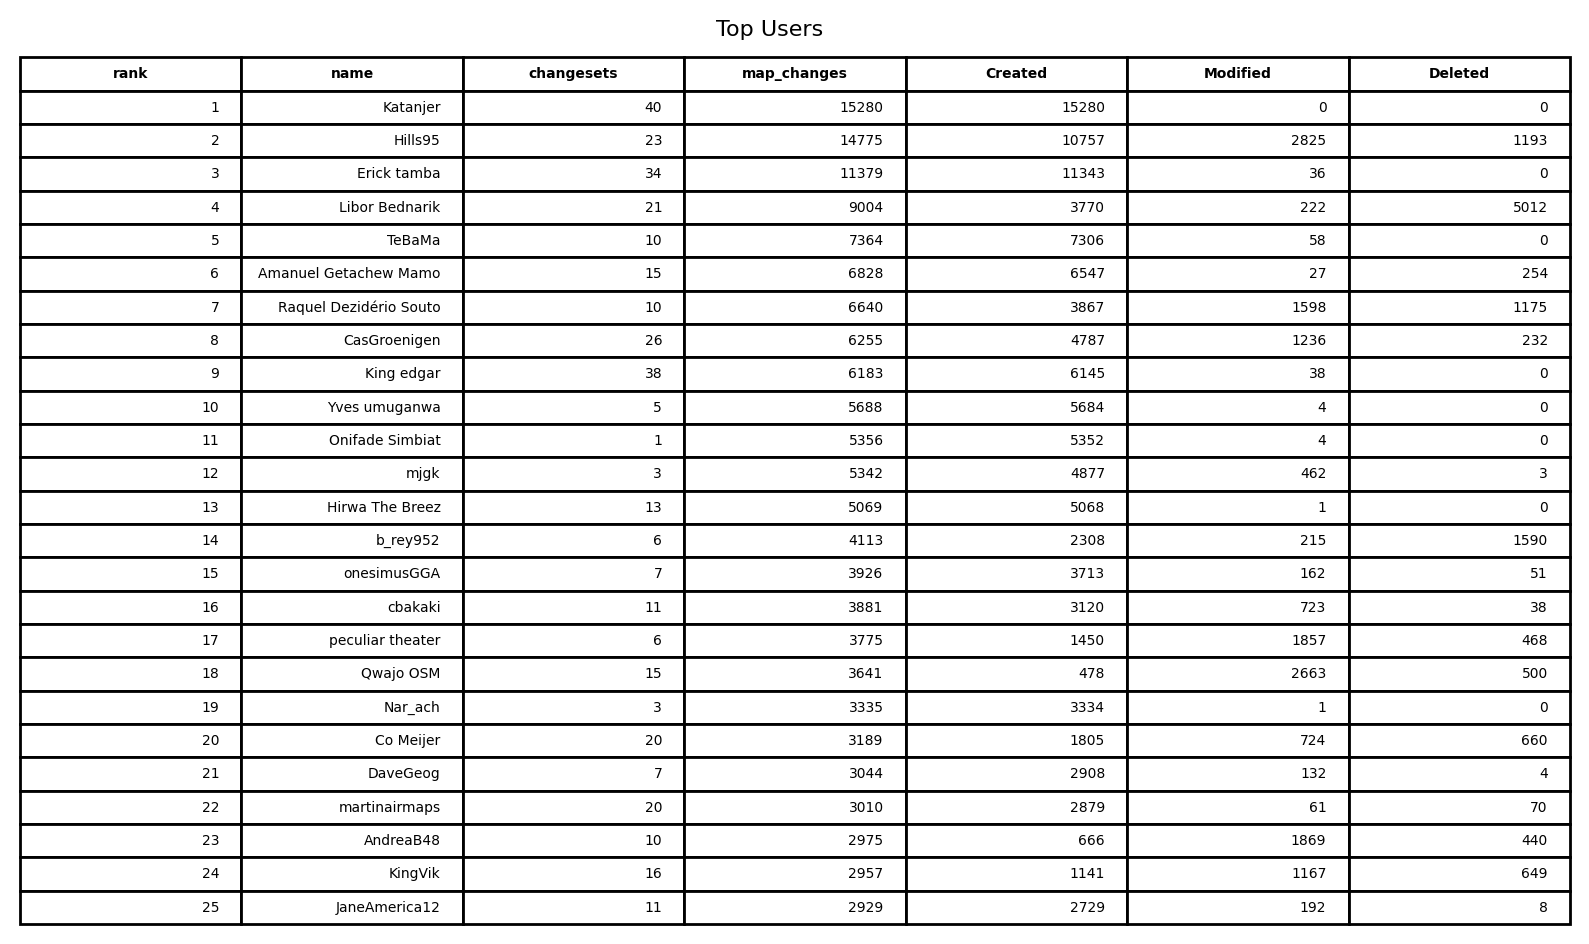 Top Users
rank name changesets map_changes Created Modified Deleted
1 Katanjer 40 15280 15280 0 0
2 Hills95 23 14775 10757 2825 1193
3 Erick tamba 34 11379 11343 36 0
4 Libor Bednarik 21 9004 3770 222 5012
5 TeBaMa 10 7364 7306 58 0
6 Amanuel Getachew Mamo 15 6828 6547 27 254
7 Raquel Dezidério Souto 10 6640 3867 1598 1175
8 CasGroenigen 26 6255 4787 1236 232
9 King edgar 38 6183 6145 38 0
10 Yves umuganwa 5 5688 5684 4 0
11 Onifade Simbiat 1 5356 5352 4 0
12 mjgk 3 5342 4877 462 3
13 Hirwa The Breez 13 5069 5068 1 0
14 b_rey952 6 4113 2308 215 1590
15 onesimusGGA 7 3926 3713 162 51
16 cbakaki 11 3881 3120 723 38
17 peculiar theater 6 3775 1450 1857 468
18 Qwajo OSM 15 3641 478 2663 500
19 Nar_ach 3 3335 3334 1 0
20 Co Meijer 20 3189 1805 724 660
21 DaveGeog 7 3044 2908 132 4
22 martinairmaps 20 3010 2879 61 70
23 AndreaB48 10 2975 666 1869 440
24 KingVik 16 2957 1141 1167 649
25 JaneAmerica12 11 2929 2729 192 8